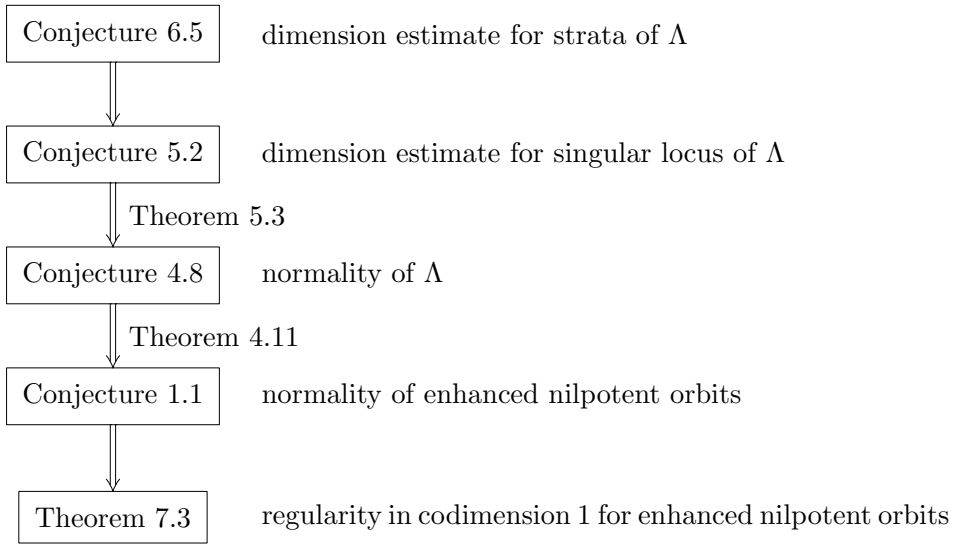 Conjecture 6.5 dimension estimate for strata of Λ
Conjecture 5.2 dimension estimate for singular locus of Λ
Theorem 5.3
Conjecture 4.8 normality of Λ
Theorem 4.11
Conjecture 1.1 normality of enhanced nilpotent orbits
Theorem 7.3 regularity in codimension 1 for enhanced nilpotent orbits